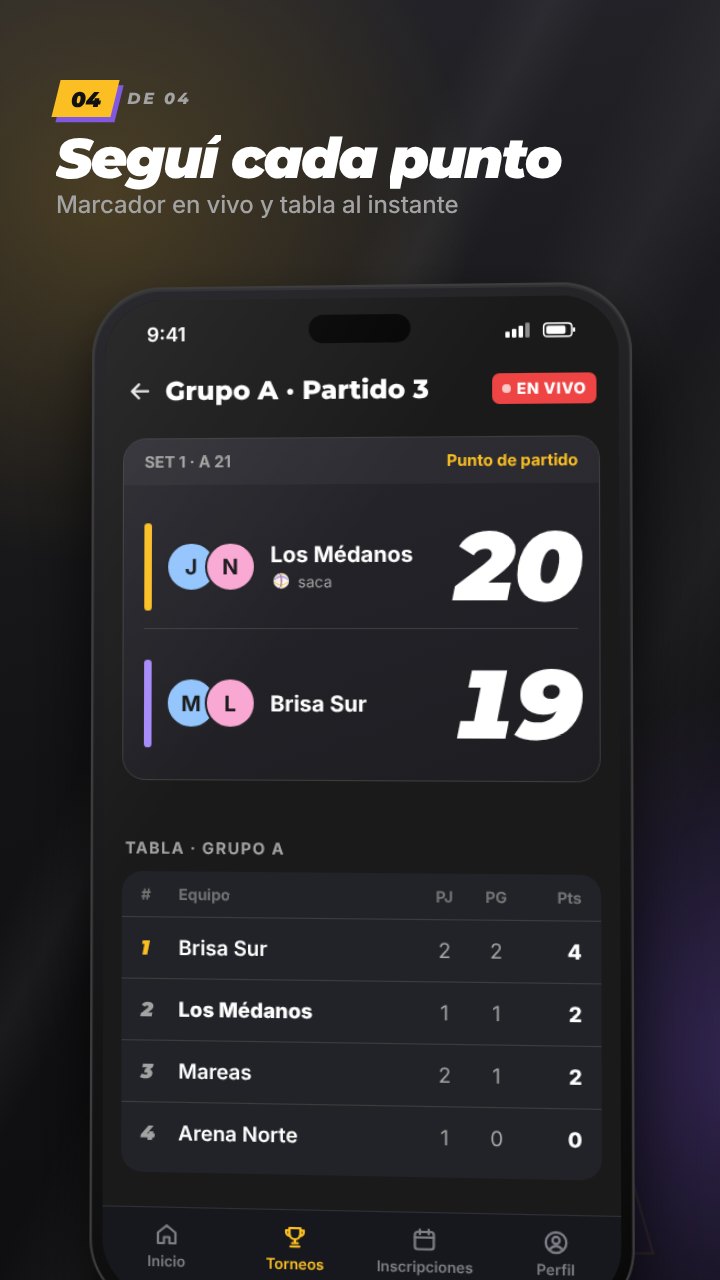 04 DE 04
Seguí cada punto
Marcador en vivo y tabla al instante
9:41
← Grupo A · Partido 3 EN VIVO
SET 1 · A 21 Punto de partido
J N Los Médanos 20
saca
M L Brisa Sur 19
TABLA · GRUPO A
# Equipo PJ PG Pts
1 Brisa Sur 2 2 4
2 Los Médanos 1 1 2
3 Mareas 2 1 2
4 Arena Norte 1 0 0
Inicio Torneos Inscripciones Perfil